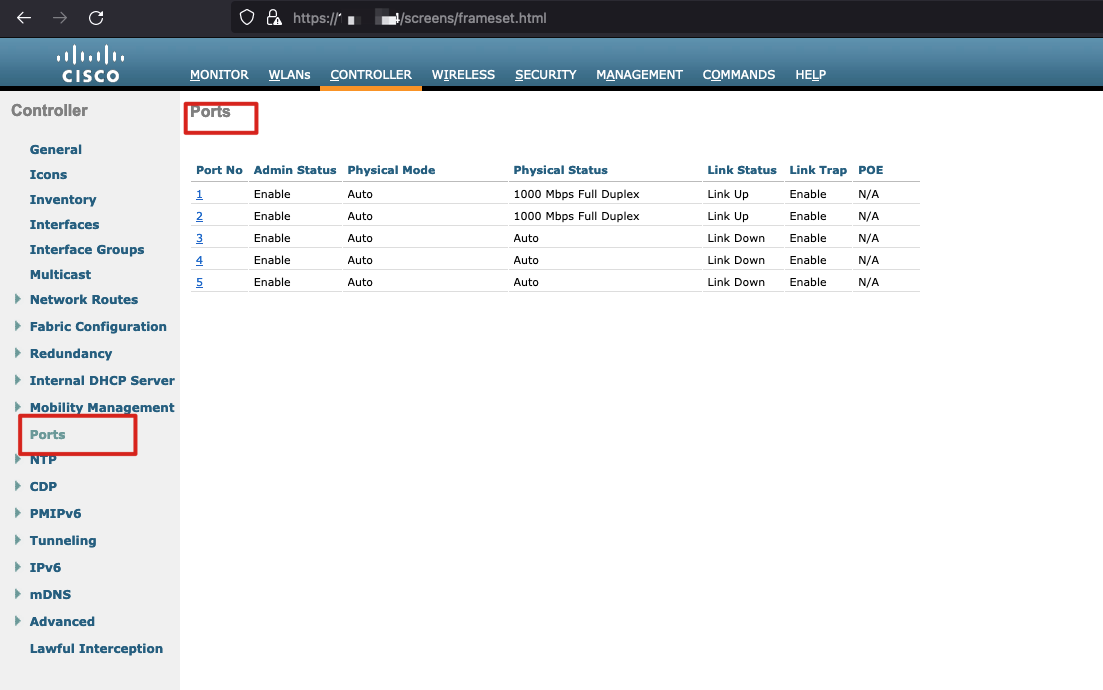 https://1 4/screens/frameset.html
CISCO
MONITOR WLANs CONTROLLER WIRELESS SECURITY MANAGEMENT COMMANDS HELP
Controller
General
Icons
Inventory
Interfaces
Interface Groups
Multicast
Network Routes
Fabric Configuration
Redundancy
Internal DHCP Server
Mobility Management
Ports
NTP
CDP
PMIPv6
Tunneling
IPv6
mDNS
Advanced
Lawful Interception
Ports
Port No Admin Status Physical Mode Physical Status Link Status Link Trap POE
1 Enable Auto 1000 Mbps Full Duplex Link Up Enable N/A
2 Enable Auto 1000 Mbps Full Duplex Link Up Enable N/A
3 Enable Auto Auto Link Down Enable N/A
4 Enable Auto Auto Link Down Enable N/A
5 Enable Auto Auto Link Down Enable N/A